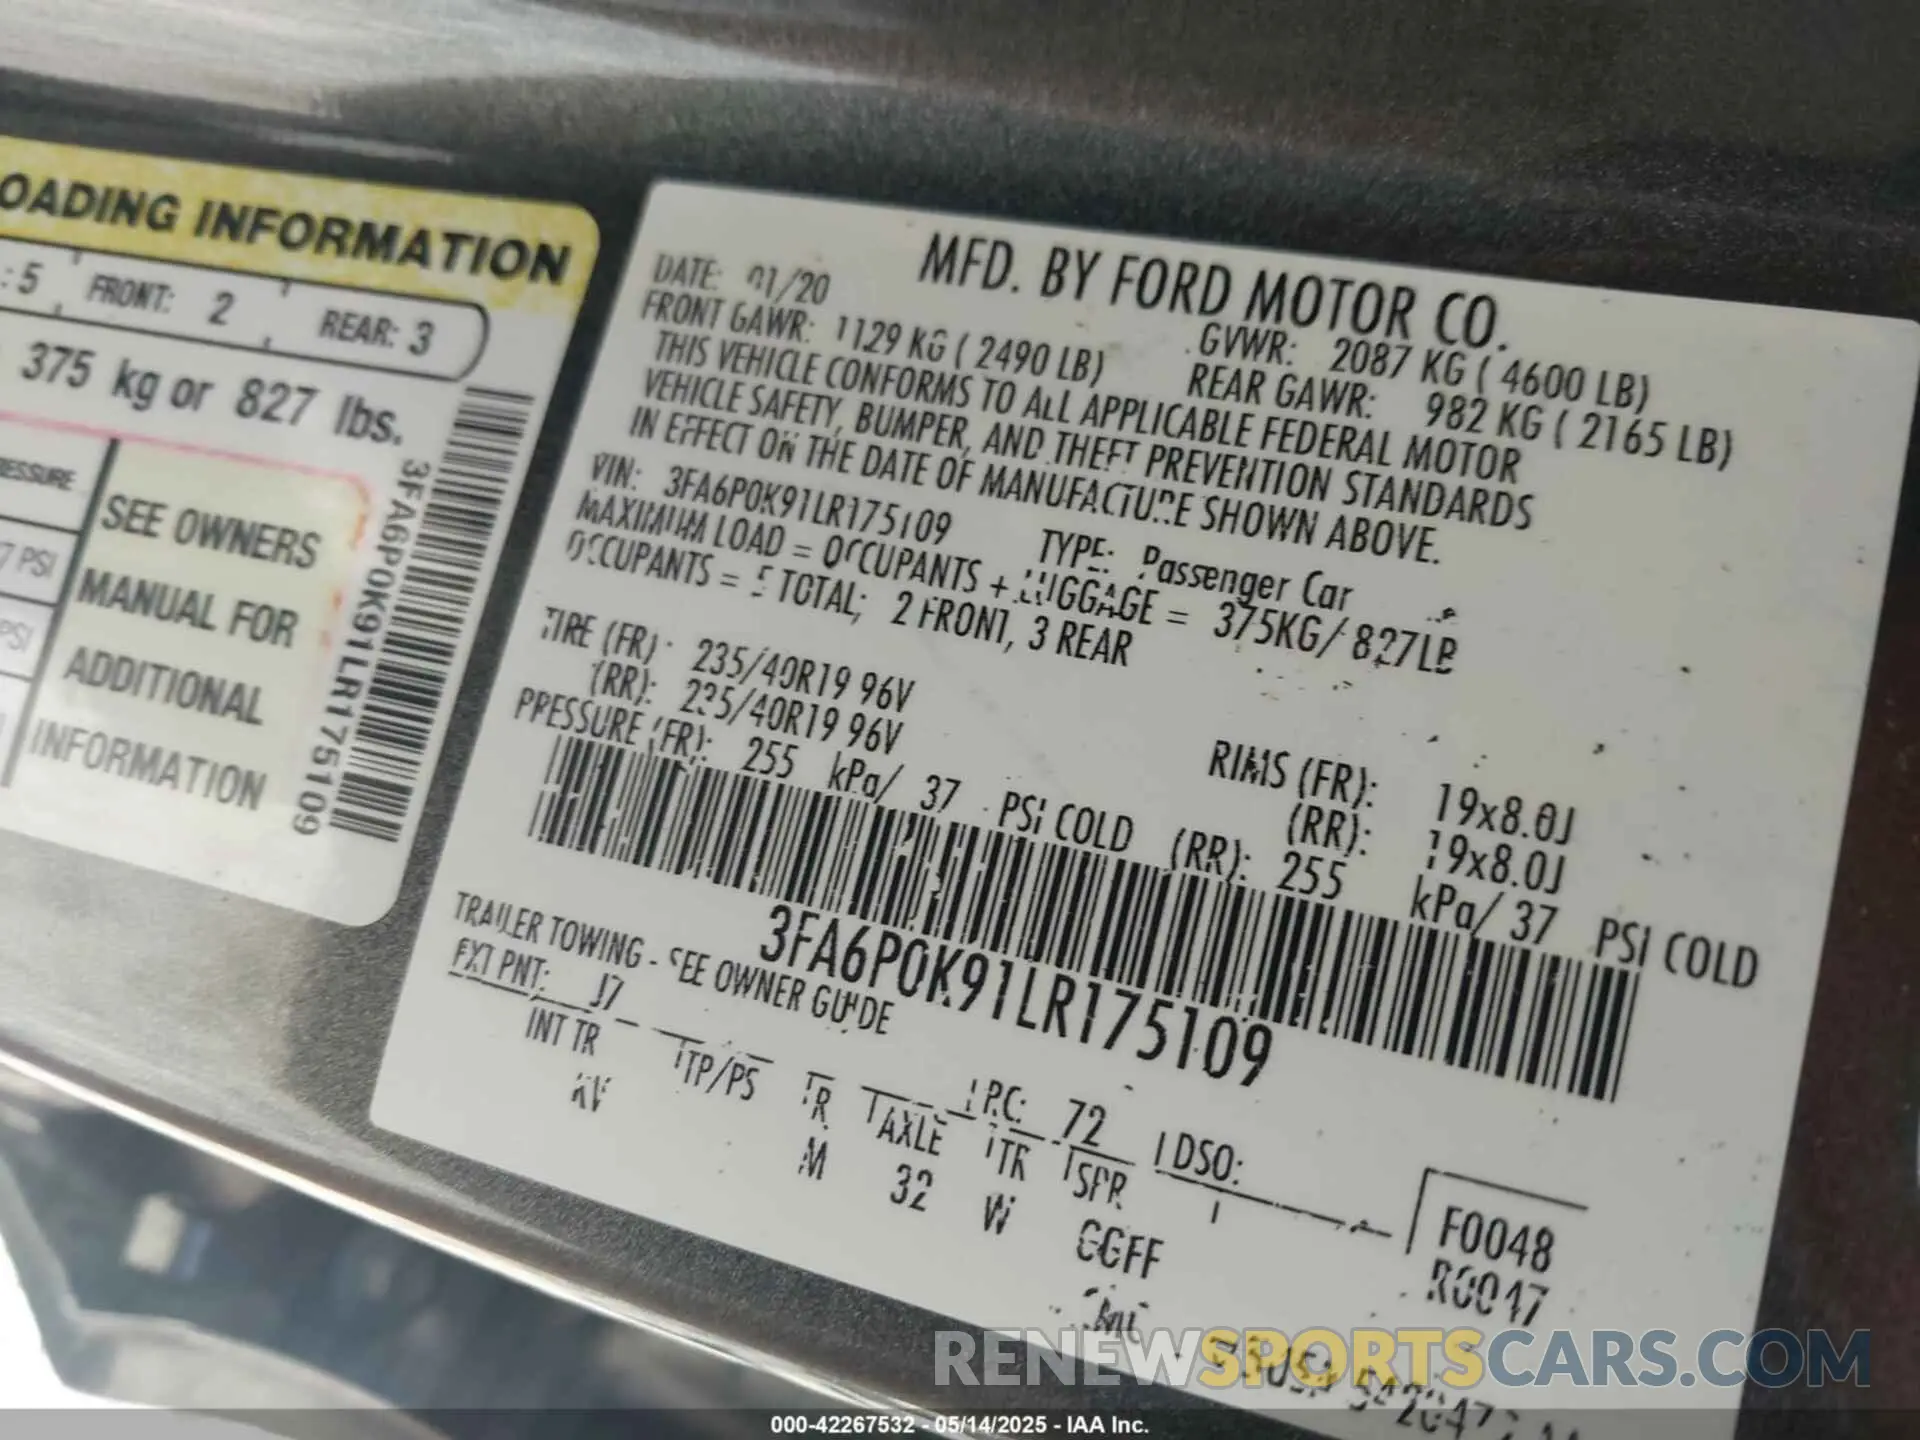 OADING INFORMATION
: 5 FRONT: 2 REAR: 3
375 kg or 827 lbs.
ESSURE
7 PSI
PSI
SEE OWNERS
MANUAL FOR
ADDITIONAL
INFORMATION
3FA6P0K91LR175109
MFD. BY FORD MOTOR CO.
DATE: 01/20
GVWR: 2087 KG ( 4600 LB)
FRONT GAWR: 1129 KG ( 2490 LB)
REAR GAWR: 982 KG ( 2165 LB)
THIS VEHICLE CONFORMS TO ALL APPLICABLE FEDERAL MOTOR
VEHICLE SAFETY, BUMPER, AND THEFT PREVENTION STANDARDS
IN EFFECT ON THE DATE OF MANUFACTURE SHOWN ABOVE.
VIN: 3FA6P0K91LR175109
TYPE: Passenger Car
MAXIMUM LOAD = OCCUPANTS + LUGGAGE = 375KG/ 827LB
OCCUPANTS = 5 TOTAL; 2 FRONT, 3 REAR
TIRE (FR): 235/40R19 96V
RIMS (FR): 19x8.0J
(RR): 235/40R19 96V
(RR): 19x8.0J
PRESSURE (FR): 255 kPa/ 37 PSI COLD (RR): 255 kPa/ 37 PSI COLD
3FA6P0K91LR175109
TRAILER TOWING - SEE OWNER GUIDE
EXT PNT: J7 RC: 72 DSO:
INT TR TP/PS R AXLE TR SPR
KV M 32 W GGFF
F0048
R0047
RENEWSPORTSCARS.COM
000-42267532 - 05/14/2025 - IAA Inc.